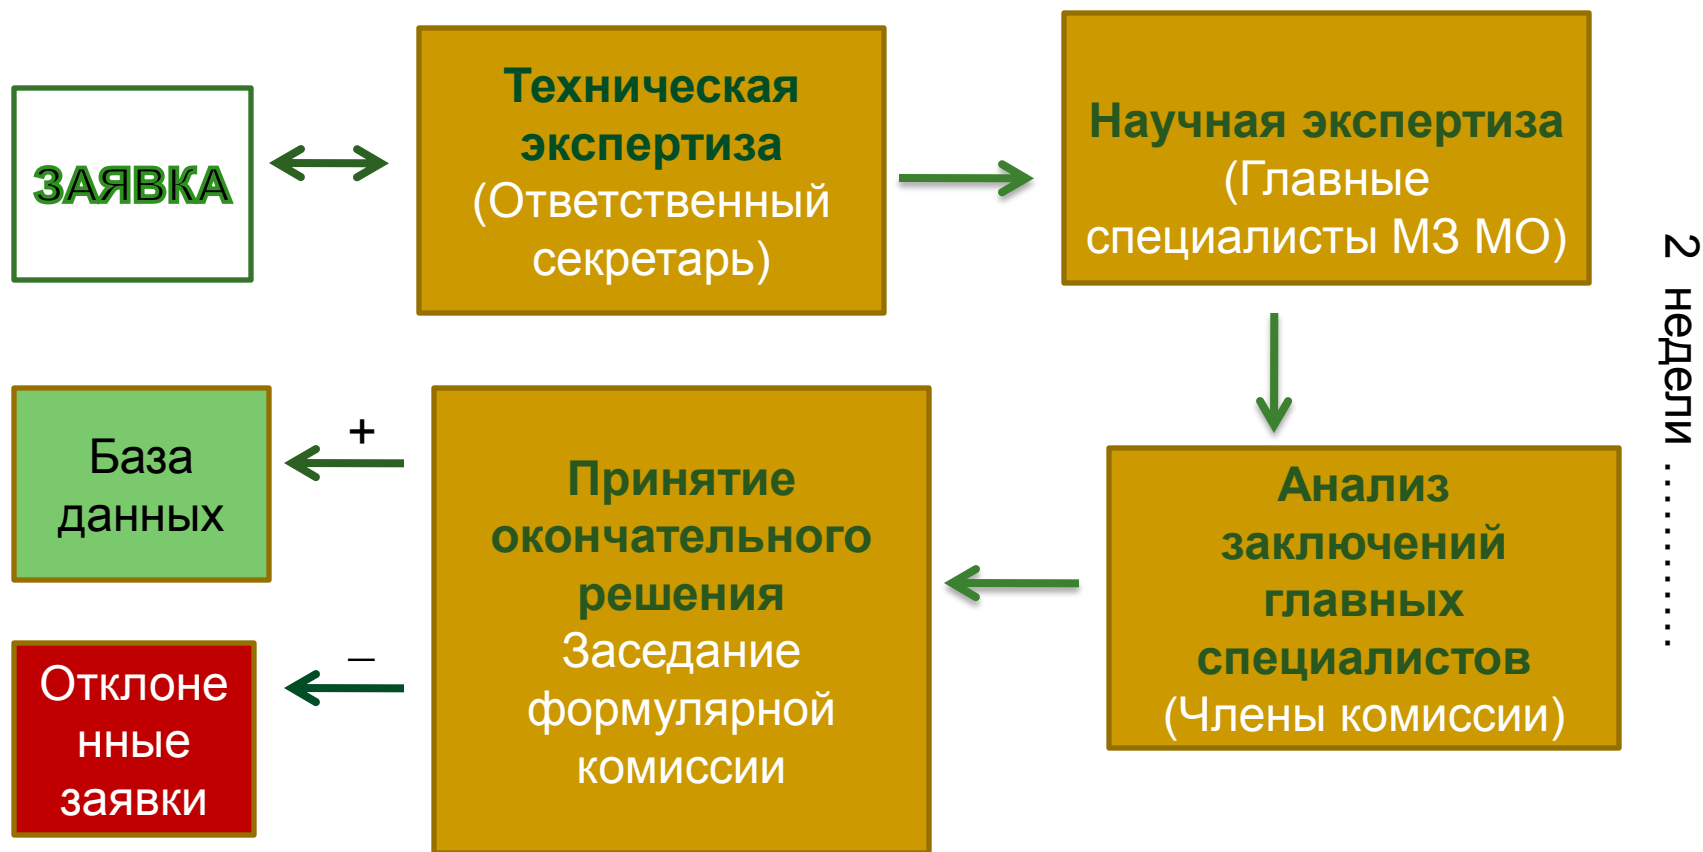 ЗАЯВКА
Техническая
экспертиза
(Ответственный
секретарь)
Научная экспертиза
(Главные
специалисты МЗ МО)
2 недели ............
База
данных
+
Принятие
окончательного
решения
Заседание
формулярной
комиссии
Анализ
заключений
главных
специалистов
(Члены комиссии)
Отклоне
нные
заявки
–